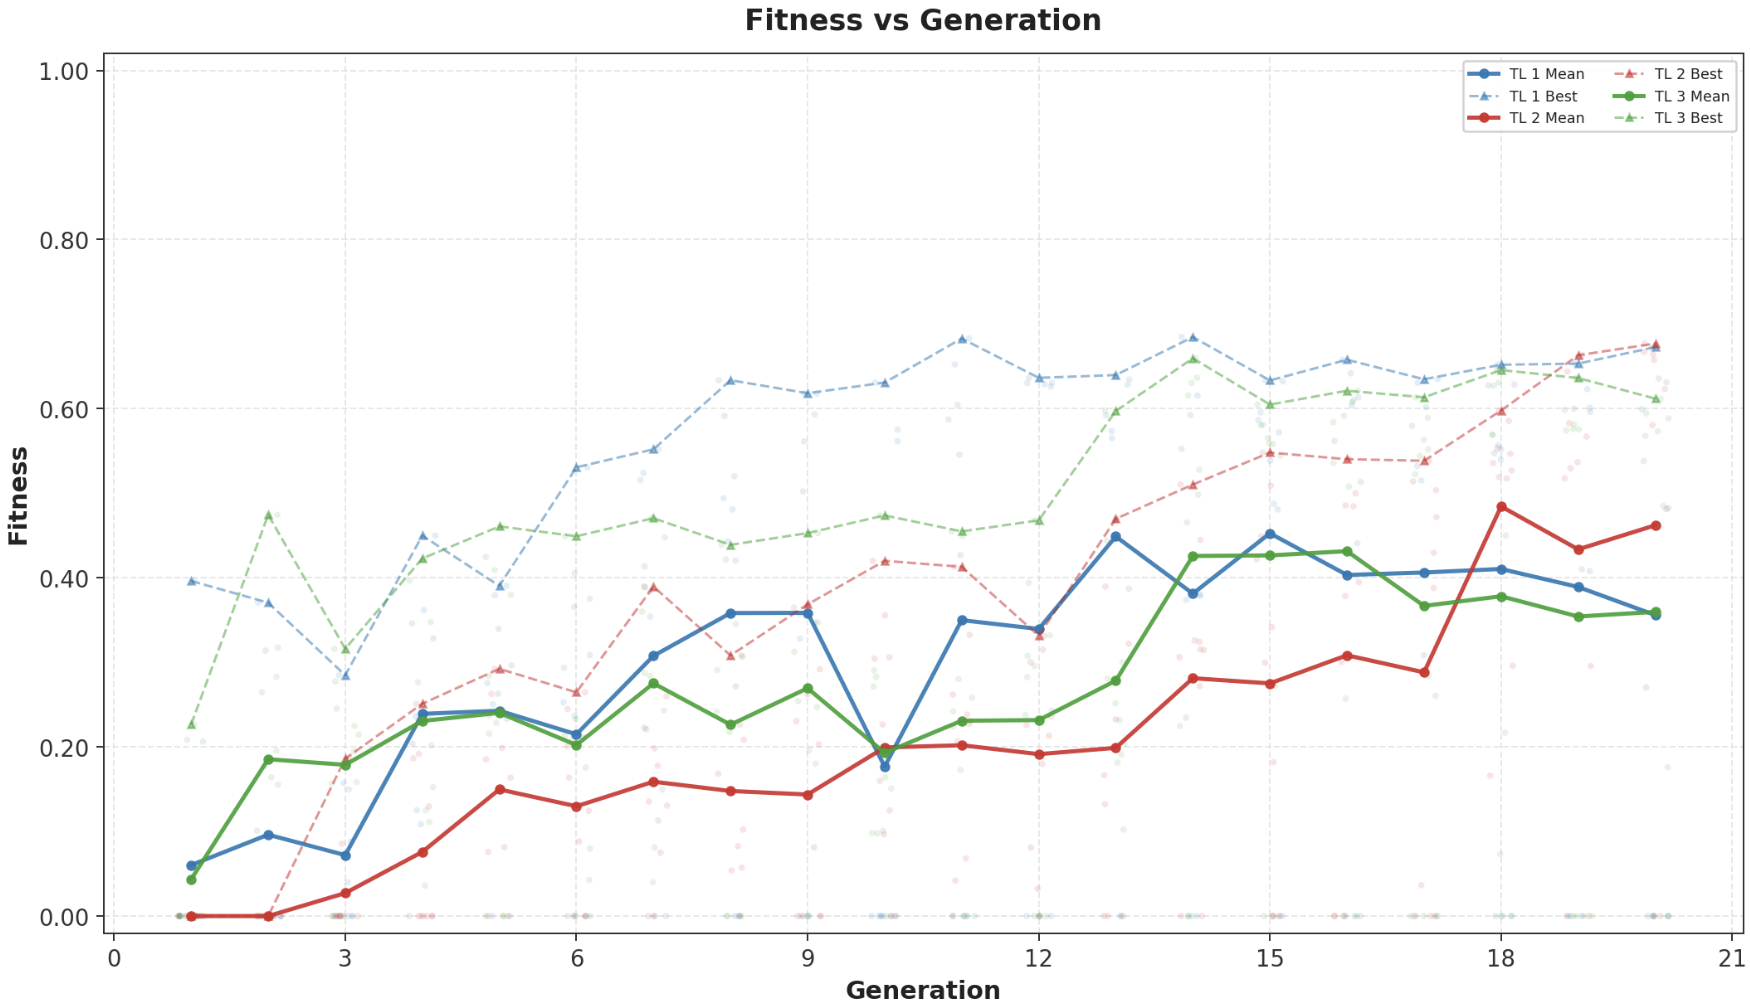 Fitness vs Generation
1.00
0.80
0.60
0.40
0.20
0.00
Fitness
TL 1 Mean
TL 1 Best
TL 2 Mean
TL 2 Best
TL 3 Mean
TL 3 Best
0 3 6 9 12 15 18 21
Generation